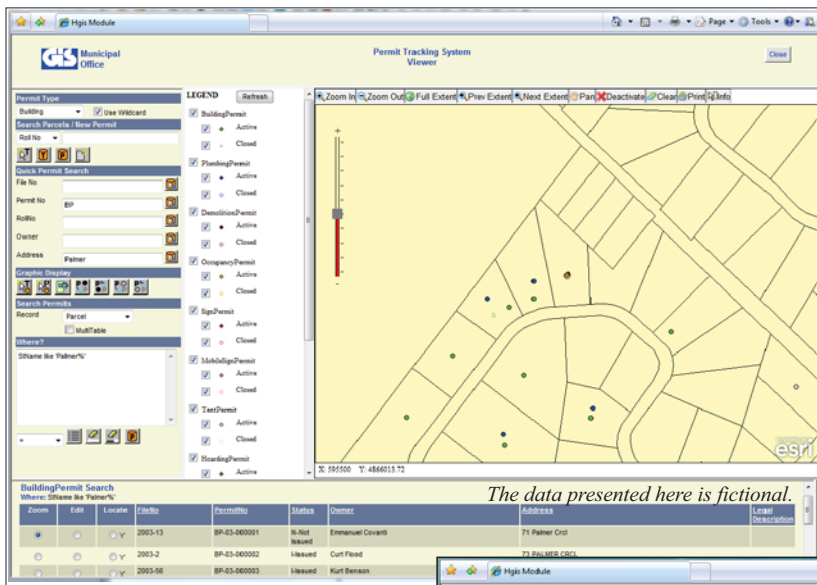 Hgis Module
Page Tools
GIS Municipal Office
Permit Tracking System
Viewer
Close
Permit Type
Building Use Wildcard
Search Parcels / New Permit
Roll No
Quick Permit Search
File No
Permit No BP
RollNo
Owner
Address Palmer
Graphic Display
Search Permits
Record Parcel
MultiTable
Where?
StName like 'Palmer%'
=
LEGEND Refresh
BuildingPermit
Active
Closed
PlumbingPermit
Active
Closed
DemolitionPermit
Active
Closed
OccupancyPermit
Active
Closed
SignPermit
Active
Closed
MobileSignPermit
Active
Closed
TentPermit
Active
Closed
HoardingPermit
Active
Zoom In Zoom Out Full Extent Prev Extent Next Extent Pan Deactivate Clear Print Info
+
-
esri
X: 595500 Y: 4866013.72
BuildingPermit Search
Where: StName like 'Palmer%'
The data presented here is fictional.
Zoom Edit Locate FileNo PermitNo Status Owner Address Legal Description
Y 2003-13 BP-03-000001 N-Not Issued Emmanuel Covanti 71 Palmer Crcl
Y 2003-2 BP-03-000002 I-Issued Curt Flood 73 PALMER CRCL
Y 2003-56 BP-03-000003 I-Issued Kurt Benson
Hgis Module